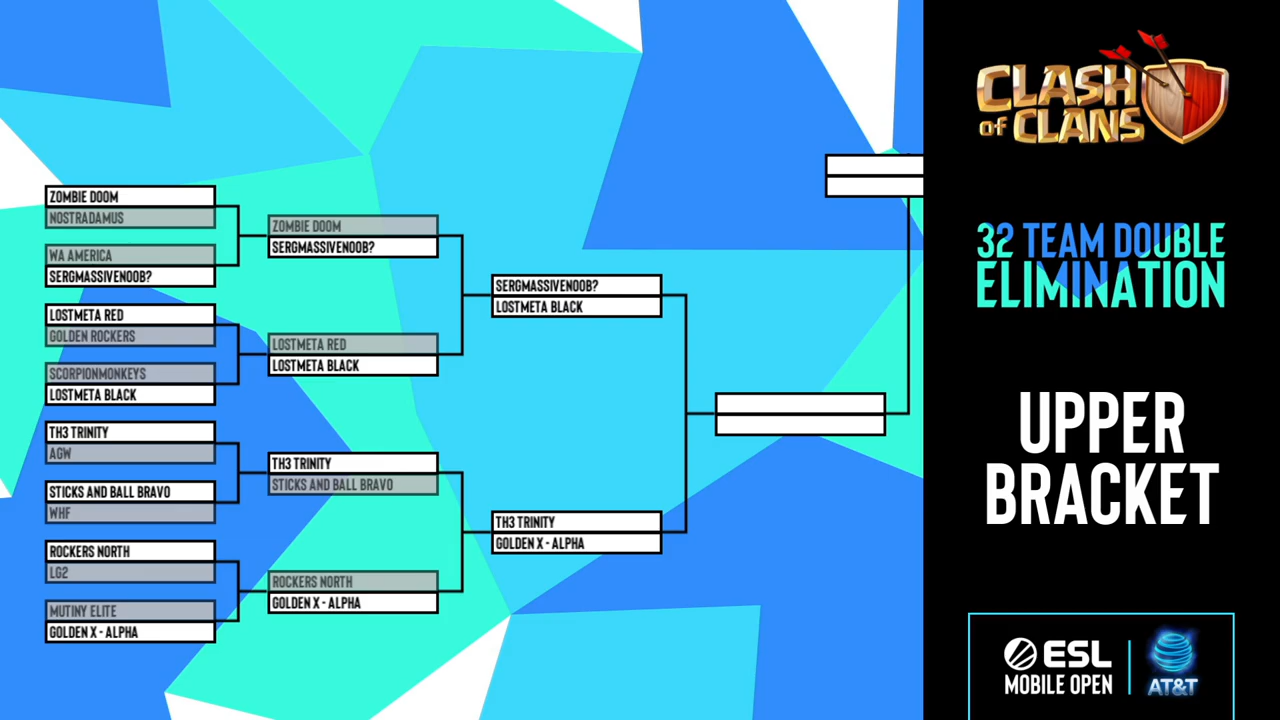 ZOMBIE DOOM
NOSTRADAMUS
WA AMERICA
SERGMASSIVENOOB?
LOSTMETA RED
GOLDEN ROCKERS
SCORPIONMONKEYS
LOSTMETA BLACK
TH3 TRINITY
AGW
STICKS AND BALL BRAVO
WHF
ROCKERS NORTH
LG2
MUTINY ELITE
GOLDEN X - ALPHA
ZOMBIE DOOM
SERGMASSIVENOOB?
LOSTMETA RED
LOSTMETA BLACK
TH3 TRINITY
STICKS AND BALL BRAVO
ROCKERS NORTH
GOLDEN X - ALPHA
SERGMASSIVENOOB?
LOSTMETA BLACK
TH3 TRINITY
GOLDEN X - ALPHA
CLASH
OF CLANS
32 TEAM DOUBLE
ELIMINATION
UPPER
BRACKET
ESL
MOBILE OPEN
AT&T